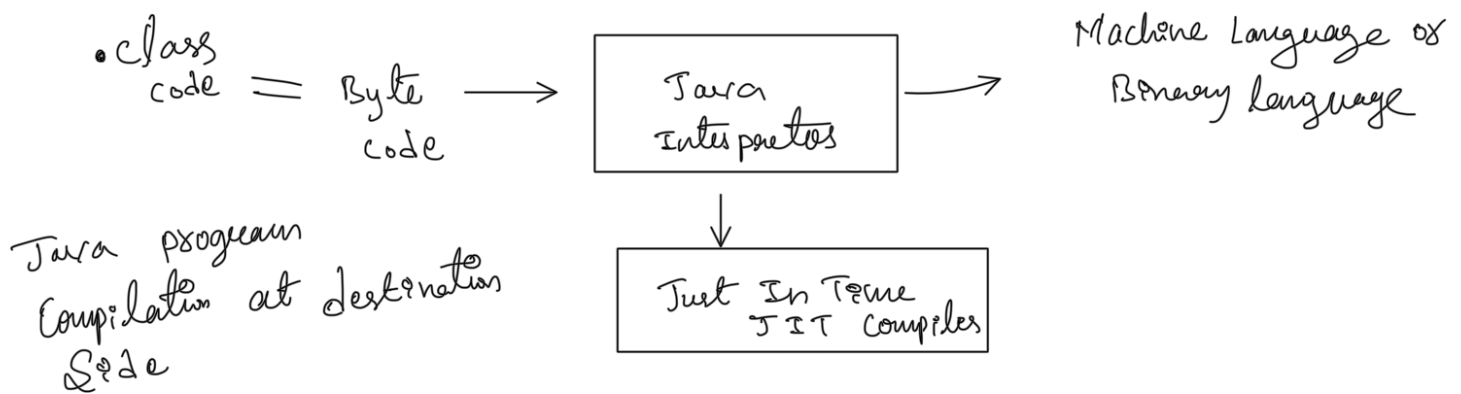 .class
code = Byte
code
Java
Interpretor
Machine Language or
Binary language
Java program
Compilation at destination
Side
Just In Time
JIT Compiler